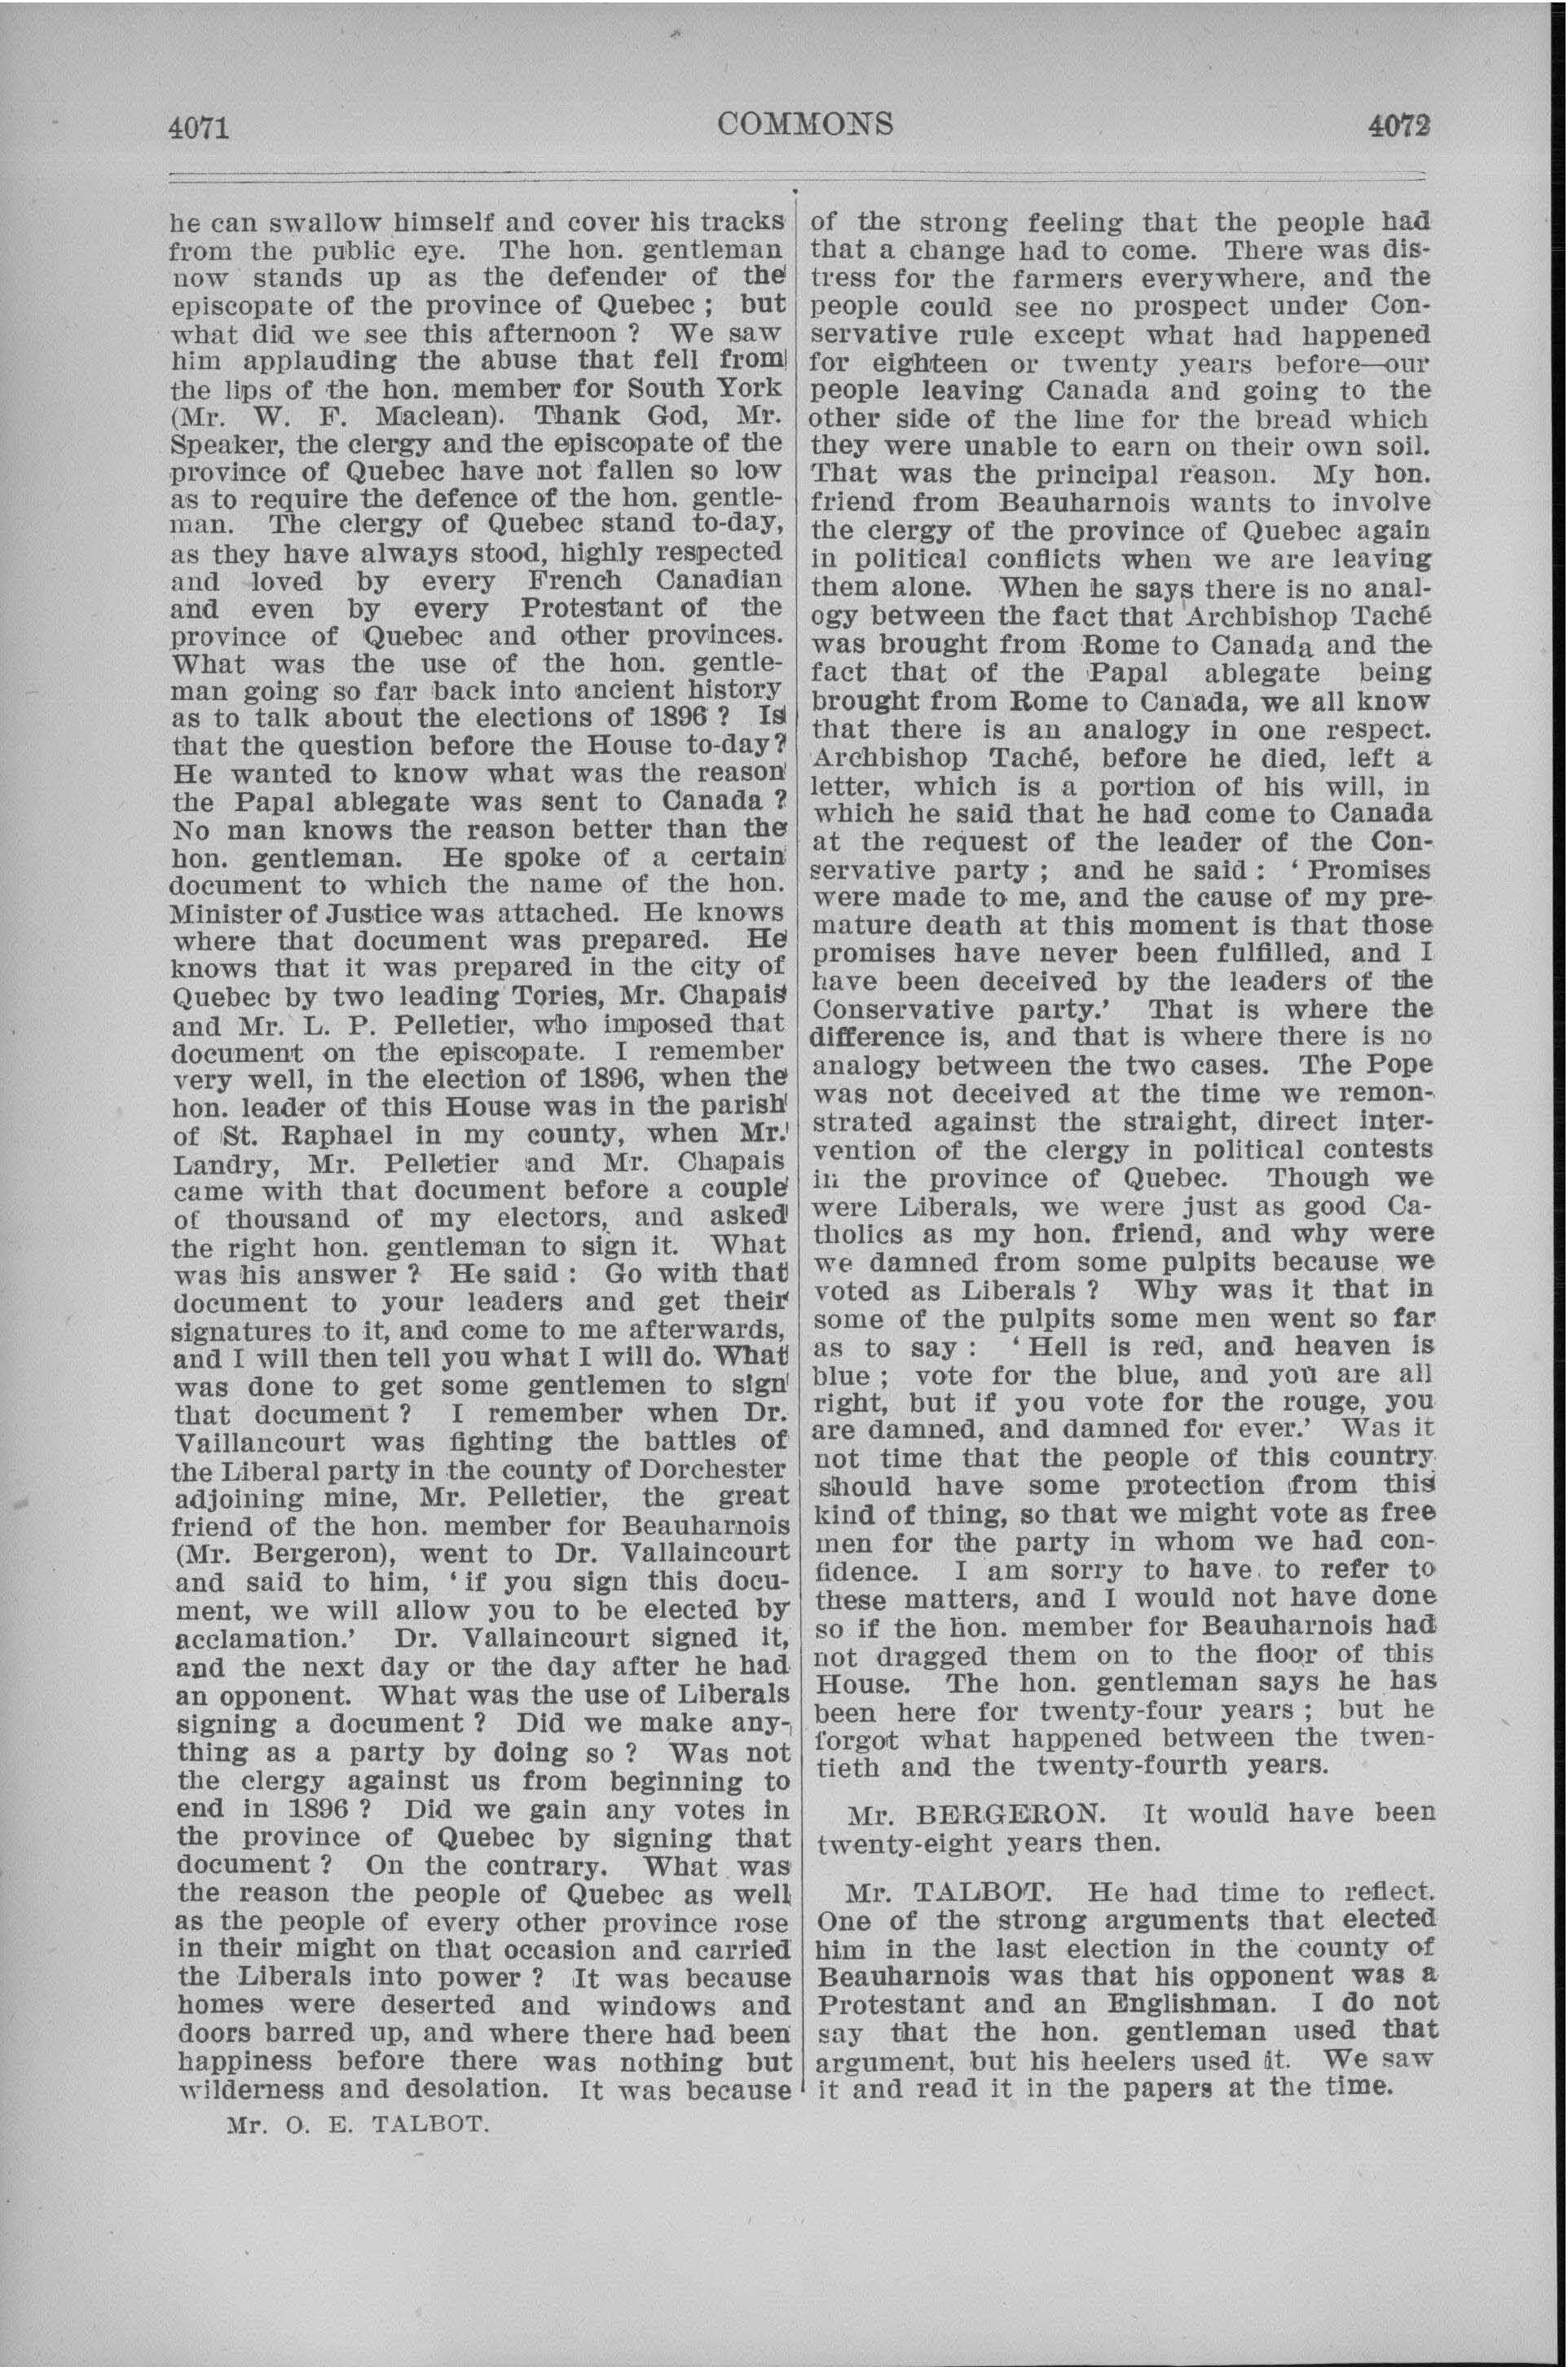 4071
COMMONS
4072
he can swallow himself and cover his tracks
from the public eye. The hon. gentleman
now stands up as the defender of the
episcopate of the province of Quebec ; but
what did we see this afternoon ? We saw
him applauding the abuse that fell from
the lips of the hon. member for South York
(Mr. W. F. Maclean). Thank God, Mr.
Speaker, the clergy and the episcopate of the
province of Quebec have not fallen so low
as to require the defence of the hon. gentle-
man. The clergy of Quebec stand to-day,
as they have always stood, highly respected
and loved by every French Canadian
and even by every Protestant of the
province of Quebec and other provinces.
What was the use of the hon. gentle-
man going so far back into ancient history
as to talk about the elections of 1896 ? Is
that the question before the House to-day?
He wanted to know what was the reason
the Papal ablegate was sent to Canada ?
No man knows the reason better than the
hon. gentleman. He spoke of a certain
document to which the name of the hon.
Minister of Justice was attached. He knows
where that document was prepared. He
knows that it was prepared in the city of
Quebec by two leading Tories, Mr. Chapais
and Mr. L. P. Pelletier, who imposed that
document on the episcopate. I remember
very well, in the election of 1896, when the
hon. leader of this House was in the parish
of St. Raphael in my county, when Mr.
Landry, Mr. Pelletier and Mr. Chapais
came with that document before a couple
of thousand of my electors, and asked
the right hon. gentleman to sign it. What
was his answer ? He said : Go with that
document to your leaders and get their
signatures to it, and come to me afterwards,
and I will then tell you what I will do. What
was done to get some gentlemen to sign
that document ? I remember when Dr.
Vaillancourt was fighting the battles of
the Liberal party in the county of Dorchester
adjoining mine, Mr. Pelletier, the great
friend of the hon. member for Beauharnois
(Mr. Bergeron), went to Dr. Vallaincourt
and said to him, ‘ if you sign this docu-
ment, we will allow you to be elected by
acclamation.’ Dr. Vallaincourt signed it,
and the next day or the day after he had
an opponent. What was the use of Liberals
signing a document ? Did we make any-
thing as a party by doing so ? Was not
the clergy against us from beginning to
end in 1896 ? Did we gain any votes in
the province of Quebec by signing that
document ? On the contrary. What was
the reason the people of Quebec as well
as the people of every other province rose
in their might on that occasion and carried
the Liberals into power ? It was because
homes were deserted and windows and
doors barred up, and where there had been
happiness before there was nothing but
wilderness and desolation. It was because
Mr. O. E. TALBOT.
of the strong feeling that the people had
that a change had to come. There was dis-
tress for the farmers everywhere, and the
people could see no prospect under Con-
servative rule except what had happened
for eighteen or twenty years before—our
people leaving Canada and going to the
other side of the line for the bread which
they were unable to earn on their own soil.
That was the principal reason. My hon.
friend from Beauharnois wants to involve
the clergy of the province of Quebec again
in political conflicts when we are leaving
them alone. When he says there is no anal-
ogy between the fact that Archbishop Taché
was brought from Rome to Canada and the
fact that of the Papal ablegate being
brought from Rome to Canada, we all know
that there is an analogy in one respect.
Archbishop Taché, before he died, left a
letter, which is a portion of his will, in
which he said that he had come to Canada
at the request of the leader of the Con-
servative party ; and he said : ‘ Promises
were made to me, and the cause of my pre-
mature death at this moment is that those
promises have never been fulfilled, and I
have been deceived by the leaders of the
Conservative party.’ That is where the
difference is, and that is where there is no
analogy between the two cases. The Pope
was not deceived at the time we remon-
strated against the straight, direct inter-
vention of the clergy in political contests
in the province of Quebec. Though we
were Liberals, we were just as good Ca-
tholics as my hon. friend, and why were
we damned from some pulpits because we
voted as Liberals ? Why was it that in
some of the pulpits some men went so far
as to say : ‘ Hell is red, and heaven is
blue ; vote for the blue, and you are all
right, but if you vote for the rouge, you
are damned, and damned for ever.’ Was it
not time that the people of this country
should have some protection from this
kind of thing, so that we might vote as free
men for the party in whom we had con-
fidence. I am sorry to have to refer to
these matters, and I would not have done
so if the hon. member for Beauharnois had
not dragged them on to the floor of this
House. The hon. gentleman says he has
been here for twenty-four years ; but he
forgot what happened between the twen-
tieth and the twenty-fourth years.
Mr. BERGERON. It would have been
twenty-eight years then.
Mr. TALBOT. He had time to reflect.
One of the strong arguments that elected
him in the last election in the county of
Beauharnois was that his opponent was a
Protestant and an Englishman. I do not
say that the hon. gentleman used that
argument, but his heelers used it. We saw
it and read it in the papers at the time.